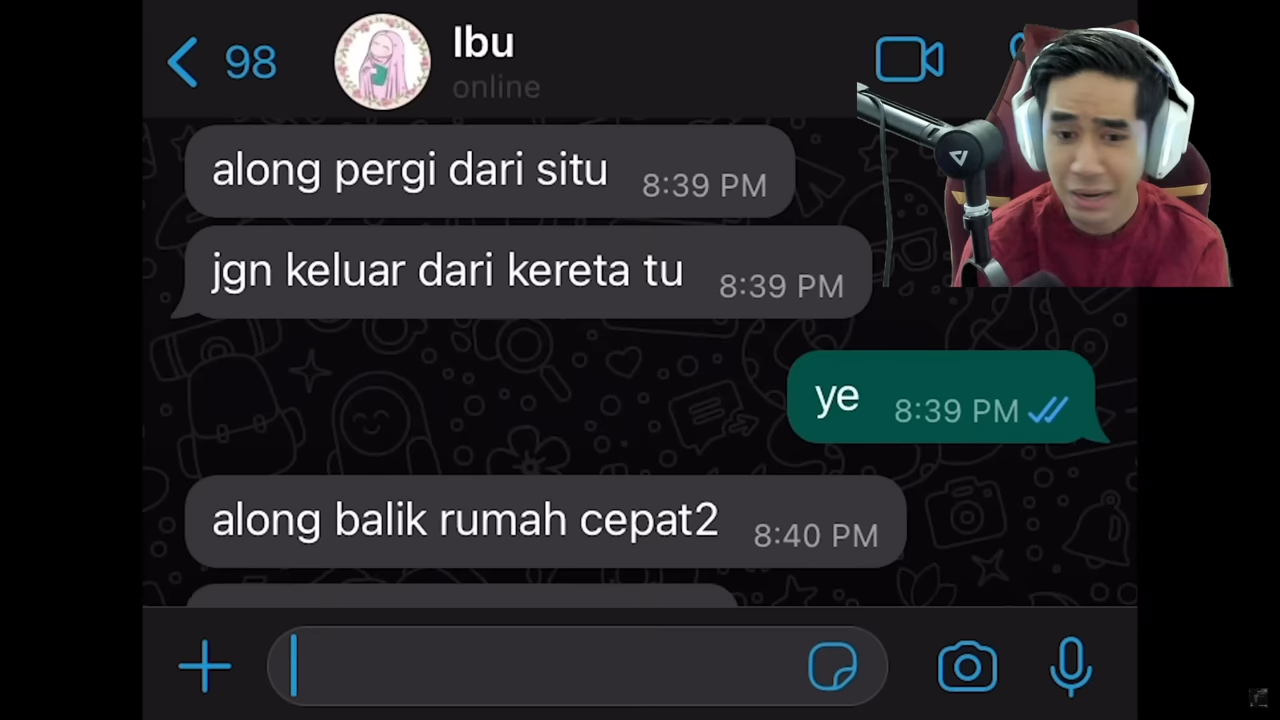 98
Ibu
online
along pergi dari situ 8:39 PM
jgn keluar dari kereta tu 8:39 PM
ye 8:39 PM
along balik rumah cepat2 8:40 PM